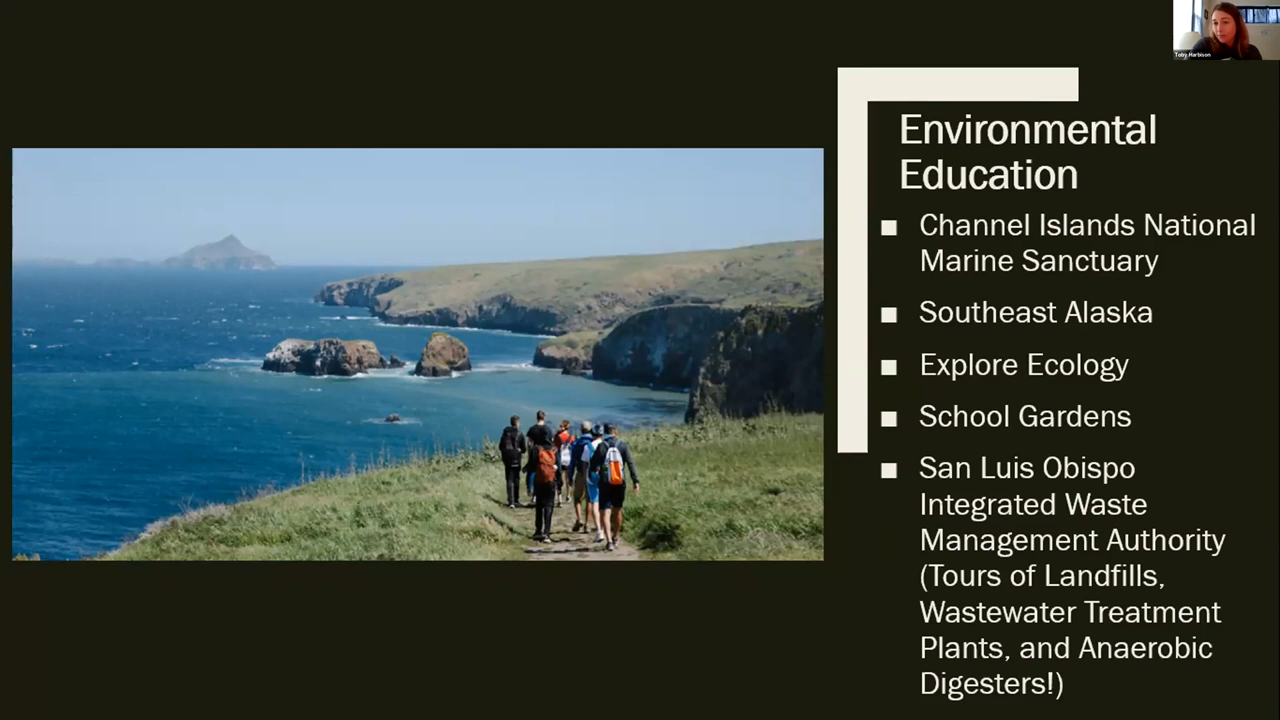 Toby Harbison
Environmental
Education
Channel Islands National
Marine Sanctuary
Southeast Alaska
Explore Ecology
School Gardens
San Luis Obispo
Integrated Waste
Management Authority
(Tours of Landfills,
Wastewater Treatment
Plants, and Anaerobic
Digesters!)